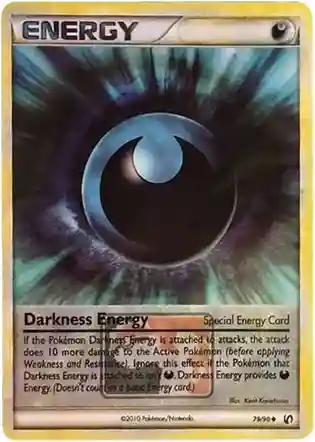 ENERGY
Darkness Energy Special Energy Card
If the Pokémon Darkness Energy is attached to attacks, the attack
does 10 more damage to the Active Pokémon (before applying
Weakness and Resistance). Ignore this effect if the Pokémon that
Darkness Energy is attached to isn't Darkness Energy provides
Energy. (Doesn't count as a basic Energy card.)
Illus. Kent Kanetsuna
©2010 Pokémon/Nintendo
79/90